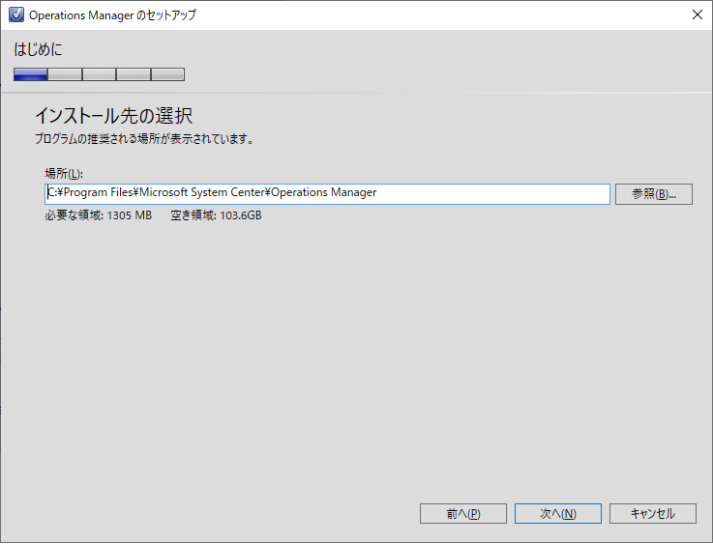 Operations Manager のセットアップ
はじめに
インストール先の選択
プログラムの推奨される場所が表示されています。
場所(L):
C:¥Program Files¥Microsoft System Center¥Operations Manager
参照(B)...
必要な領域: 1305 MB 空き領域: 103.6GB
前へ(P) 次へ(N) キャンセル